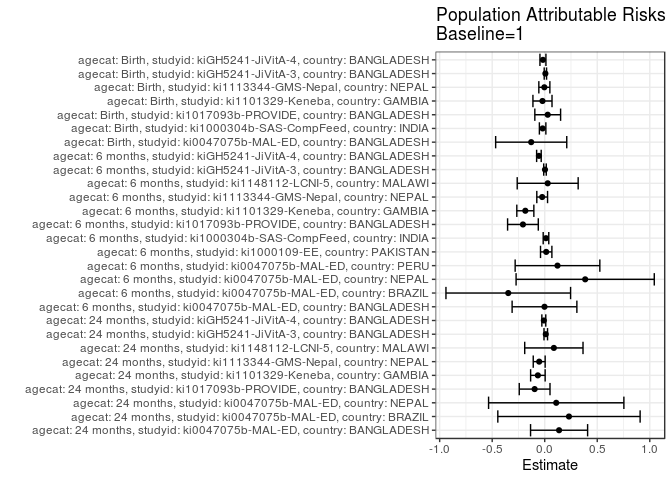 Population Attributable Risks
Baseline=1
agecat: Birth, studyid: kiGH5241-JiVitA-4, country: BANGLADESH
agecat: Birth, studyid: kiGH5241-JiVitA-3, country: BANGLADESH
agecat: Birth, studyid: ki1113344-GMS-Nepal, country: NEPAL
agecat: Birth, studyid: ki1101329-Keneba, country: GAMBIA
agecat: Birth, studyid: ki1017093b-PROVIDE, country: BANGLADESH
agecat: Birth, studyid: ki1000304b-SAS-CompFeed, country: INDIA
agecat: Birth, studyid: ki0047075b-MAL-ED, country: BANGLADESH
agecat: 6 months, studyid: kiGH5241-JiVitA-4, country: BANGLADESH
agecat: 6 months, studyid: kiGH5241-JiVitA-3, country: BANGLADESH
agecat: 6 months, studyid: ki1148112-LCNI-5, country: MALAWI
agecat: 6 months, studyid: ki1113344-GMS-Nepal, country: NEPAL
agecat: 6 months, studyid: ki1101329-Keneba, country: GAMBIA
agecat: 6 months, studyid: ki1017093b-PROVIDE, country: BANGLADESH
agecat: 6 months, studyid: ki1000304b-SAS-CompFeed, country: INDIA
agecat: 6 months, studyid: ki1000109-EE, country: PAKISTAN
agecat: 6 months, studyid: ki0047075b-MAL-ED, country: PERU
agecat: 6 months, studyid: ki0047075b-MAL-ED, country: NEPAL
agecat: 6 months, studyid: ki0047075b-MAL-ED, country: BRAZIL
agecat: 6 months, studyid: ki0047075b-MAL-ED, country: BANGLADESH
agecat: 24 months, studyid: kiGH5241-JiVitA-4, country: BANGLADESH
agecat: 24 months, studyid: kiGH5241-JiVitA-3, country: BANGLADESH
agecat: 24 months, studyid: ki1148112-LCNI-5, country: MALAWI
agecat: 24 months, studyid: ki1113344-GMS-Nepal, country: NEPAL
agecat: 24 months, studyid: ki1101329-Keneba, country: GAMBIA
agecat: 24 months, studyid: ki1017093b-PROVIDE, country: BANGLADESH
agecat: 24 months, studyid: ki0047075b-MAL-ED, country: NEPAL
agecat: 24 months, studyid: ki0047075b-MAL-ED, country: BRAZIL
agecat: 24 months, studyid: ki0047075b-MAL-ED, country: BANGLADESH
-1.0 -0.5 0.0 0.5 1.0
Estimate